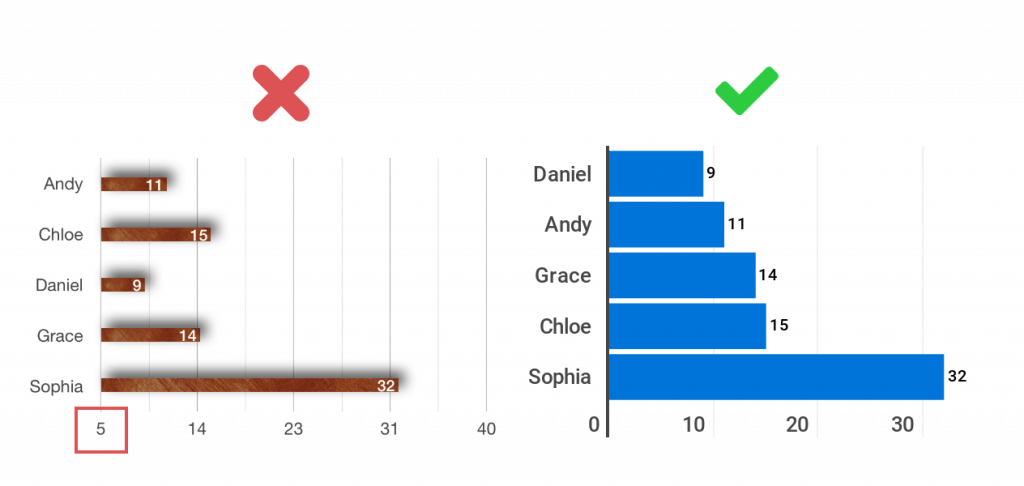 Andy 11
Chloe 15
Daniel 9
Grace 14
Sophia 32
5 14 23 31 40
Daniel 9
Andy 11
Grace 14
Chloe 15
Sophia 32
0 10 20 30